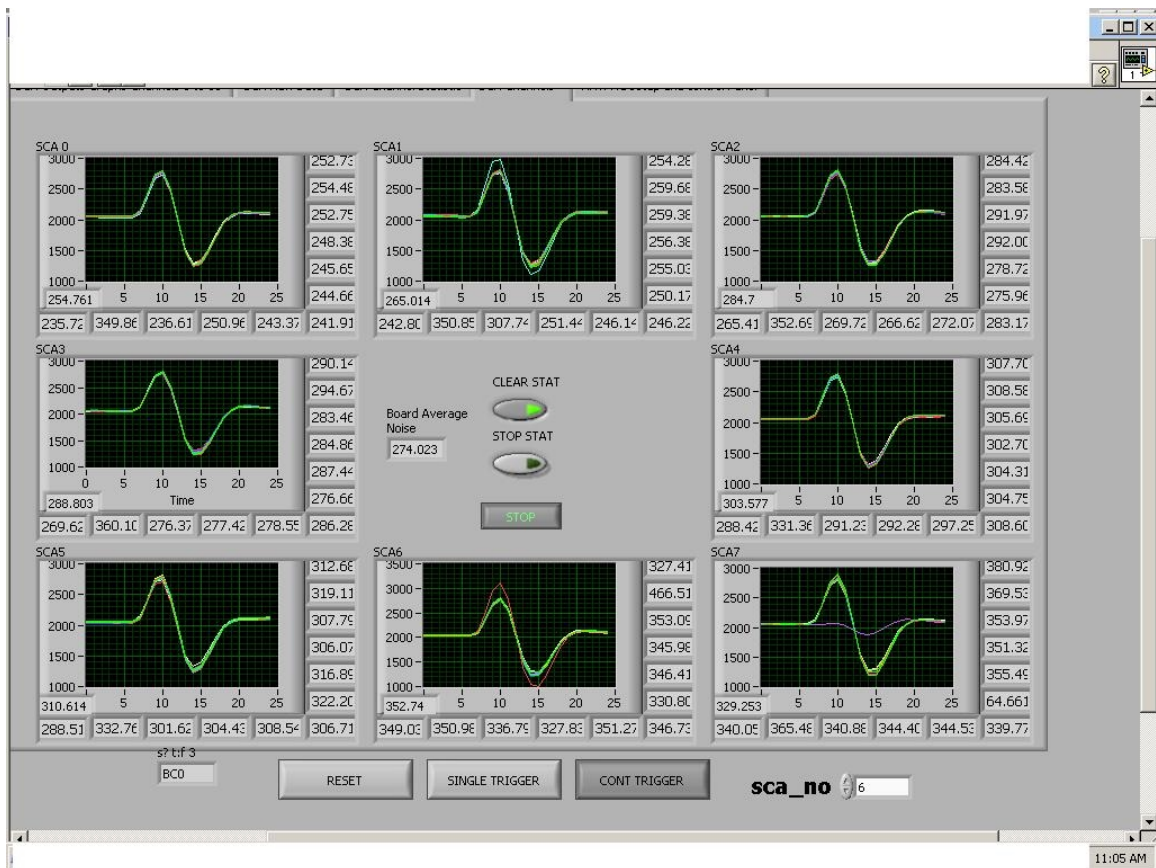 ?
1
SCA 0
3000
2500
2000
1500
1000
254.761
5 10 15 20 25
252.73
254.48
252.75
248.38
245.65
244.66
235.72 349.86 236.61 250.96 243.37 241.91
SCA1
3000
2500
2000
1500
1000
265.014
5 10 15 20 25
254.28
259.68
259.38
256.38
255.03
250.17
242.80 350.85 307.74 251.44 246.14 246.22
SCA2
3000
2500
2000
1500
1000
284.7
5 10 15 20 25
284.42
283.58
291.97
292.00
278.72
275.96
265.41 352.69 269.72 266.62 272.07 283.17
SCA3
3000
2500
2000
1500
1000
0 5 10 15 20 25
Time
288.803
290.14
294.67
283.46
284.86
287.44
276.66
269.62 360.10 276.37 277.42 278.55 286.28
CLEAR STAT
Board Average
Noise
274.023
STOP STAT
STOP
SCA4
3000
2500
2000
1500
1000
303.577
5 10 15 20 25
307.70
308.58
305.69
302.70
304.31
304.75
288.42 331.36 291.23 292.28 297.25 308.60
SCA5
3000
2500
2000
1500
1000
310.614
5 10 15 20 25
312.68
319.11
307.79
306.07
316.89
322.20
288.51 332.76 301.62 304.43 308.54 306.71
SCA6
3500
3000
2500
2000
1500
1000
352.74
5 10 15 20 25
327.41
466.51
353.09
345.98
346.41
330.80
349.03 350.98 336.79 327.83 351.27 346.73
SCA7
3000
2500
2000
1500
1000
329.253
5 10 15 20 25
380.92
369.53
353.97
351.32
355.49
64.661
340.05 365.48 340.88 344.40 344.53 339.77
s? t:f 3
BC0
RESET
SINGLE TRIGGER
CONT TRIGGER
sca_no 6
11:05 AM